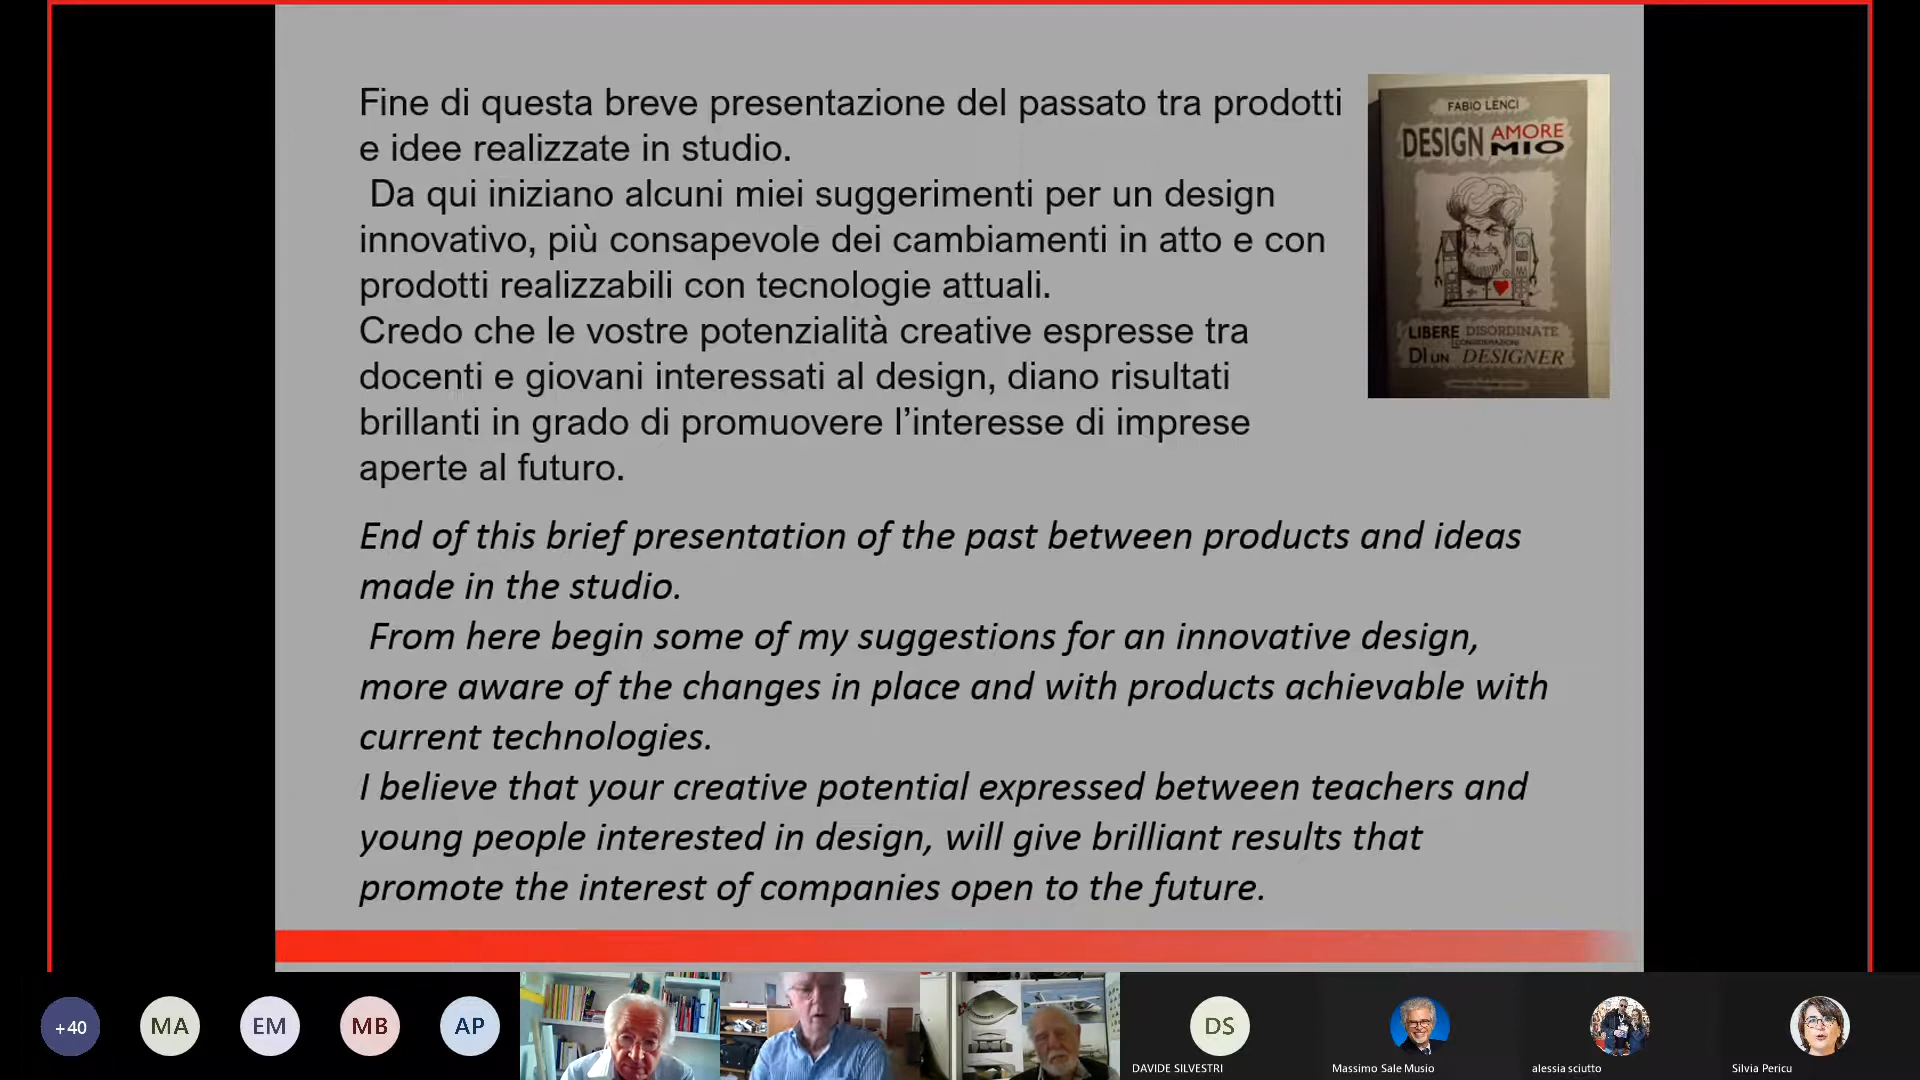 Fine di questa breve presentazione del passato tra prodotti
e idee realizzate in studio.
Da qui iniziano alcuni miei suggerimenti per un design
innovativo, più consapevole dei cambiamenti in atto e con
prodotti realizzabili con tecnologie attuali.
Credo che le vostre potenzialità creative espresse tra
docenti e giovani interessati al design, diano risultati
brillanti in grado di promuovere l’interesse di imprese
aperte al futuro.
FABIO LENCI
DESIGN AMORE
MIO
LIBERE DISORDINATE
CONSIDERAZIONI
DI UN DESIGNER
End of this brief presentation of the past between products and ideas
made in the studio.
From here begin some of my suggestions for an innovative design,
more aware of the changes in place and with products achievable with
current technologies.
I believe that your creative potential expressed between teachers and
young people interested in design, will give brilliant results that
promote the interest of companies open to the future.
+40
MA
EM
MB
AP
DS
DAVIDE SILVESTRI
Massimo Sale Musio
alessia sciutto
Silvia Pericu